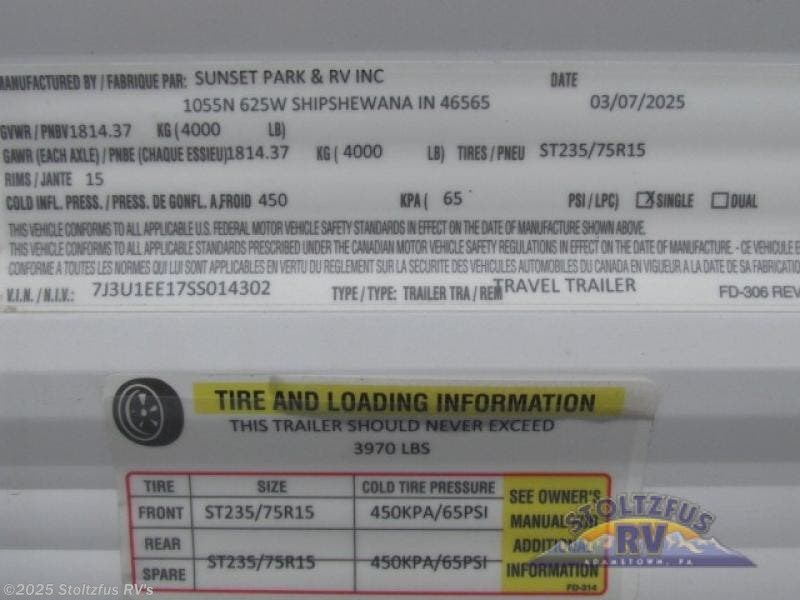 MANUFACTURED BY / FABRIQUE PAR: SUNSET PARK & RV INC DATE
1055N 625W SHIPSHEWANA IN 46565 03/07/2025
GVWR / PNBV 1814.37 KG (4000 LB)
GAWR (EACH AXLE) / PNBE (CHAQUE ESSIEU) 1814.37 KG (4000 LB) TIRES / PNEU ST235/75R15
RIMS / JANTE 15
COLD INFL. PRESS. / PRESS. DE GONFL. A FROID 450 KPA ( 65 PSI / LPC) X SINGLE DUAL
THIS VEHICLE CONFORMS TO ALL APPLICABLE U.S. FEDERAL MOTOR VEHICLE SAFETY STANDARDS IN EFFECT ON THE DATE OF MANUFACTURE SHOWN ABOVE.
THIS VEHICLE CONFORMS TO ALL APPLICABLE STANDARDS PRESCRIBED UNDER THE CANADIAN MOTOR VEHICLE SAFETY REGULATIONS IN EFFECT ON THE DATE OF MANUFACTURE. - CE VEHICULE E
CONFORME A TOUTES LES NORMES QUI LUI SONT APPLICABLES EN VERTU DU REGLEMENT SUR LA SECURITE DES VEHICULES AUTOMOBILES DU CANADA EN VIGUEUR A LA DATE DE SA FABRICATIO
V.I.N. / N.I.V.: 7J3U1EE17SS014302 TYPE / TYPE: TRAILER TRA / REM TRAVEL TRAILER FD-306 REV
TIRE AND LOADING INFORMATION
THIS TRAILER SHOULD NEVER EXCEED
3970 LBS
TIRE SIZE COLD TIRE PRESSURE SEE OWNER'S
FRONT ST235/75R15 450KPA/65PSI MANUAL
REAR ADDITIONAL
ST235/75R15 450KPA/65PSI
SPARE INFORMATION
FD-314
STOLTZFUS
RV
ADAMSTOWN, PA
©2025 Stoltzfus RV's